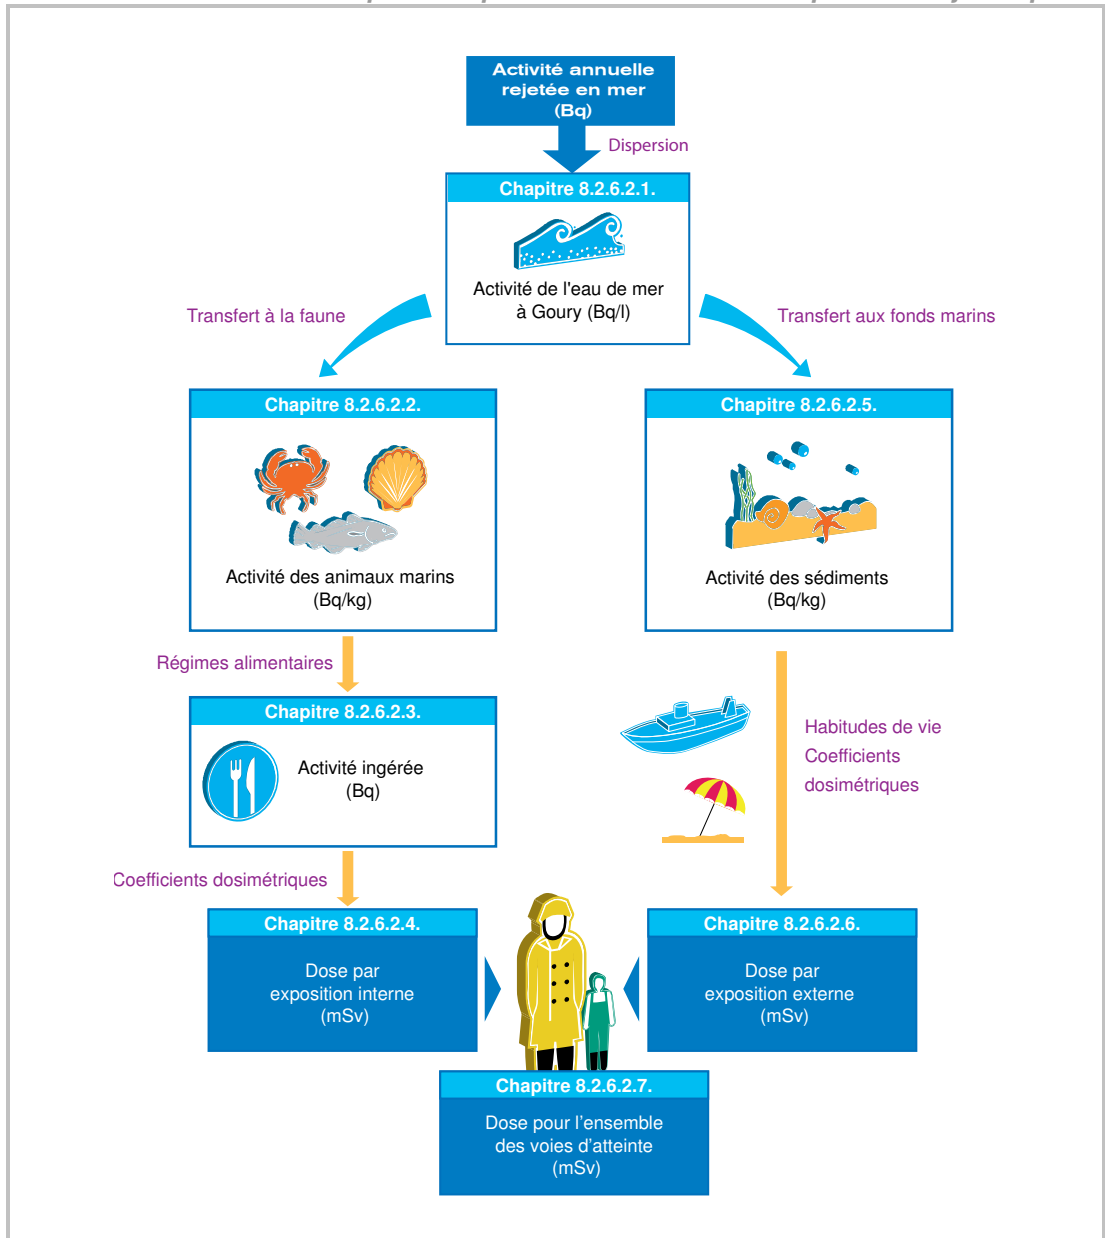 Activité annuelle
rejetée en mer
(Bq)
Dispersion
Chapitre 8.2.6.2.1.
Activité de l'eau de mer
à Goury (Bq/l)
Transfert à la faune
Transfert aux fonds marins
Chapitre 8.2.6.2.2.
Activité des animaux marins
(Bq/kg)
Chapitre 8.2.6.2.5.
Activité des sédiments
(Bq/kg)
Régimes alimentaires
Chapitre 8.2.6.2.3.
Activité ingérée
(Bq)
Habitudes de vie
Coefficients
dosimétriques
Coefficients dosimétriques
Chapitre 8.2.6.2.4.
Dose par
exposition interne
(mSv)
Chapitre 8.2.6.2.6.
Dose par
exposition externe
(mSv)
Chapitre 8.2.6.2.7.
Dose pour l’ensemble
des voies d’atteinte
(mSv)